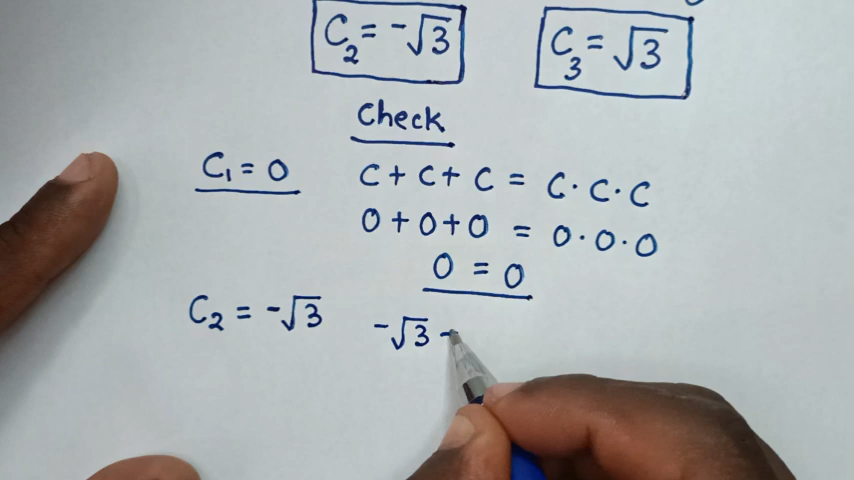 C₂ = -√3 C₃ = √3
Check
C₁ = 0 C + C + C = C · C · C
0 + 0 + 0 = 0 · 0 · 0
0 = 0
C₂ = -√3 -√3 -